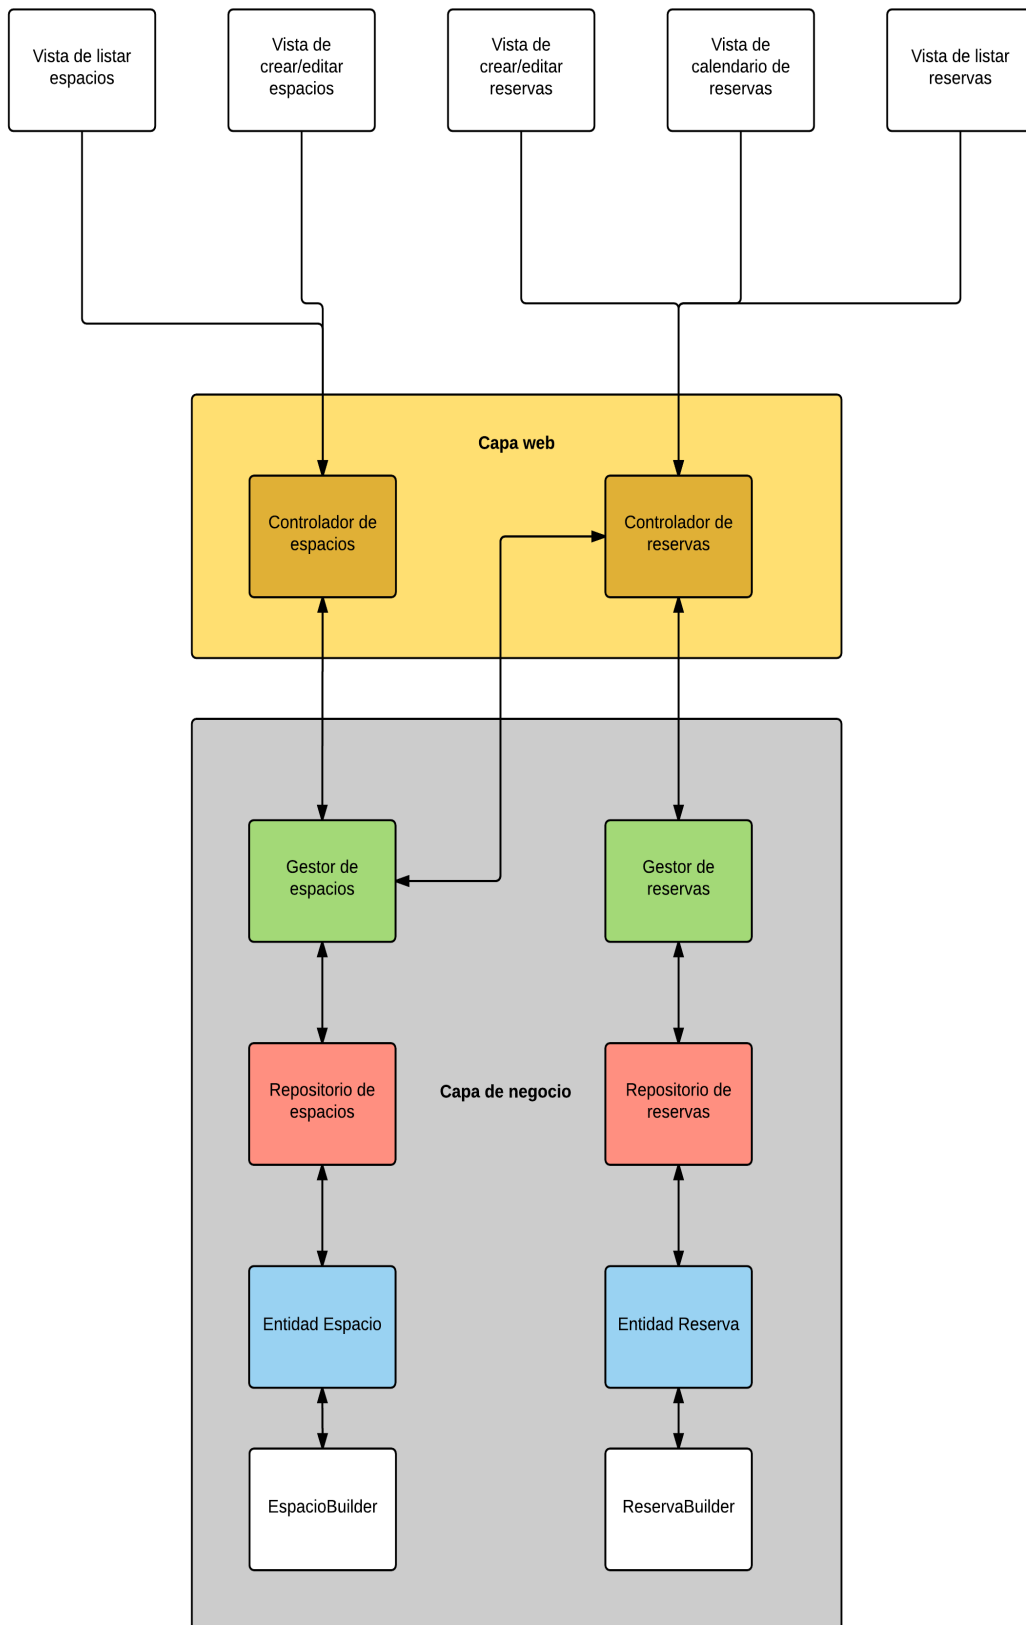 Vista de listar
espacios
Vista de
crear/editar
espacios
Vista de
crear/editar
reservas
Vista de
calendario de
reservas
Vista de listar
reservas
Capa web
Controlador de
espacios
Controlador de
reservas
Gestor de
espacios
Gestor de
reservas
Repositorio de
espacios
Capa de negocio
Repositorio de
reservas
Entidad Espacio
Entidad Reserva
EspacioBuilder
ReservaBuilder